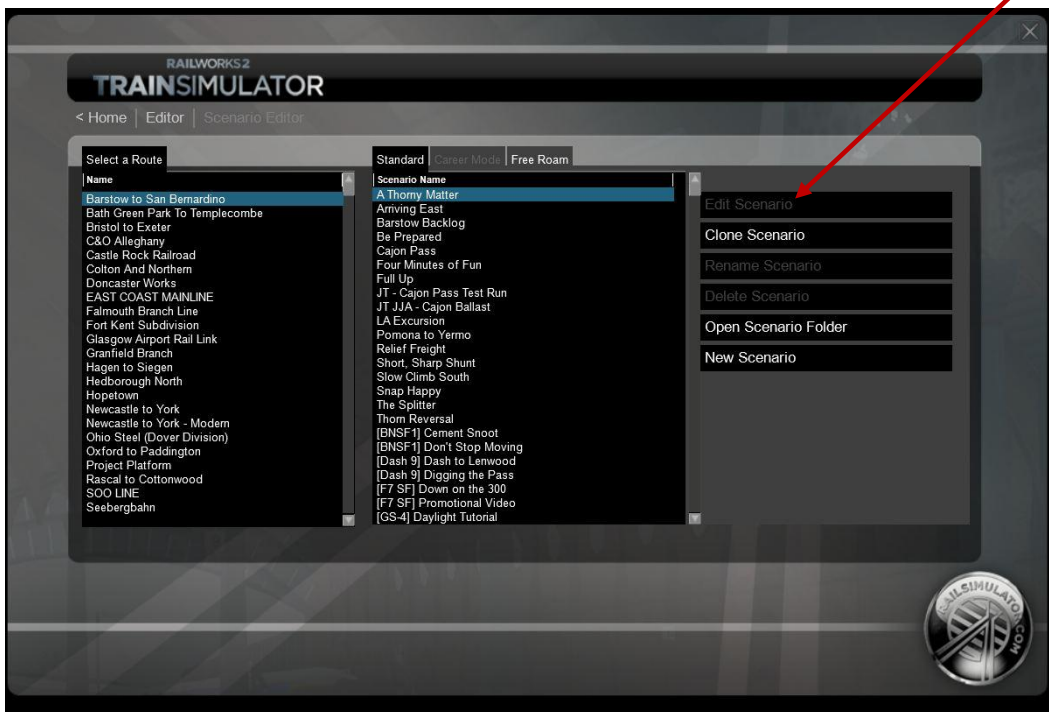 RAILWORKS2
TRAINSIMULATOR
< Home | Editor | Scenario Editor
Select a Route
Name
Barstow to San Bernardino
Bath Green Park To Templecombe
Bristol to Exeter
C&O Alleghany
Castle Rock Railroad
Colton And Northern
Doncaster Works
EAST COAST MAINLINE
Falmouth Branch Line
Fort Kent Subdivision
Glasgow Airport Rail Link
Granfield Branch
Hagen to Siegen
Hedborough North
Hopetown
Newcastle to York
Newcastle to York - Modern
Ohio Steel (Dover Division)
Oxford to Paddington
Project Platform
Rascal to Cottonwood
SOO LINE
Seebergbahn
Standard Career Mode Free Roam
Scenario Name
A Thorny Matter
Arriving East
Barstow Backlog
Be Prepared
Cajon Pass
Four Minutes of Fun
Full Up
JT - Cajon Pass Test Run
JT JJA - Cajon Ballast
LA Excursion
Pomona to Yermo
Relief Freight
Short, Sharp Shunt
Slow Climb South
Snap Happy
The Splitter
Thorn Reversal
[BNSF1] Cement Snoot
[BNSF1] Don't Stop Moving
[Dash 9] Dash to Lenwood
[Dash 9] Digging the Pass
[F7 SF] Down on the 300
[F7 SF] Promotional Video
[GS-4] Daylight Tutorial
Edit Scenario
Clone Scenario
Rename Scenario
Delete Scenario
Open Scenario Folder
New Scenario
RAILSIMULATOR.COM